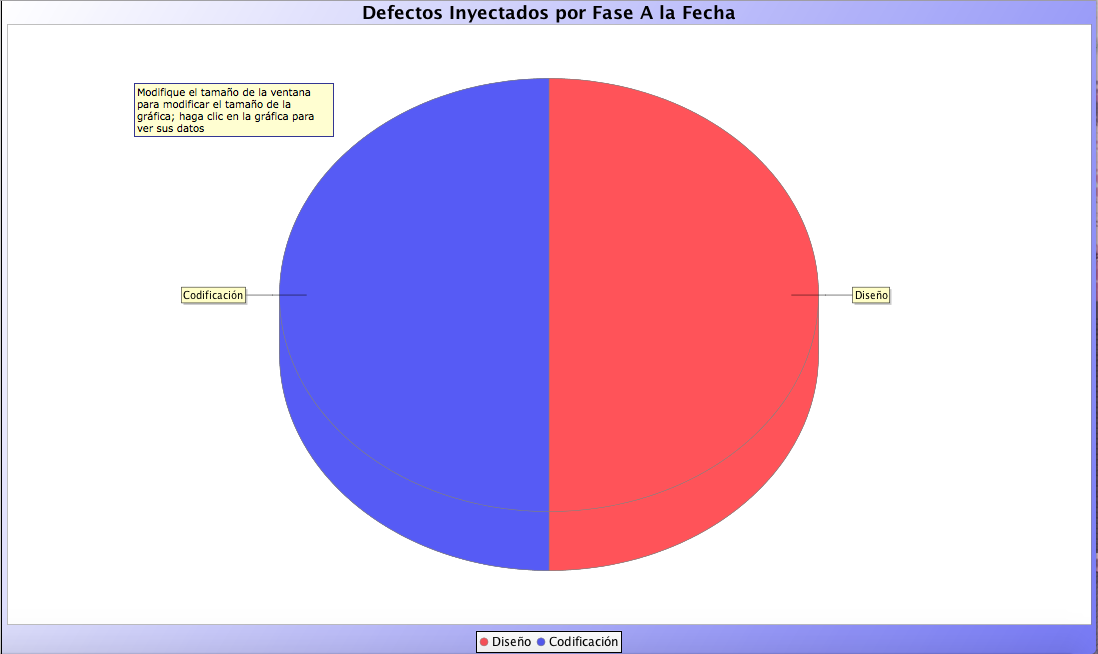 Defectos Inyectados por Fase A la Fecha
Modifique el tamaño de la ventana
para modificar el tamaño de la
gráfica; haga clic en la gráfica para
ver sus datos
Codificación
Diseño
Diseño Codificación